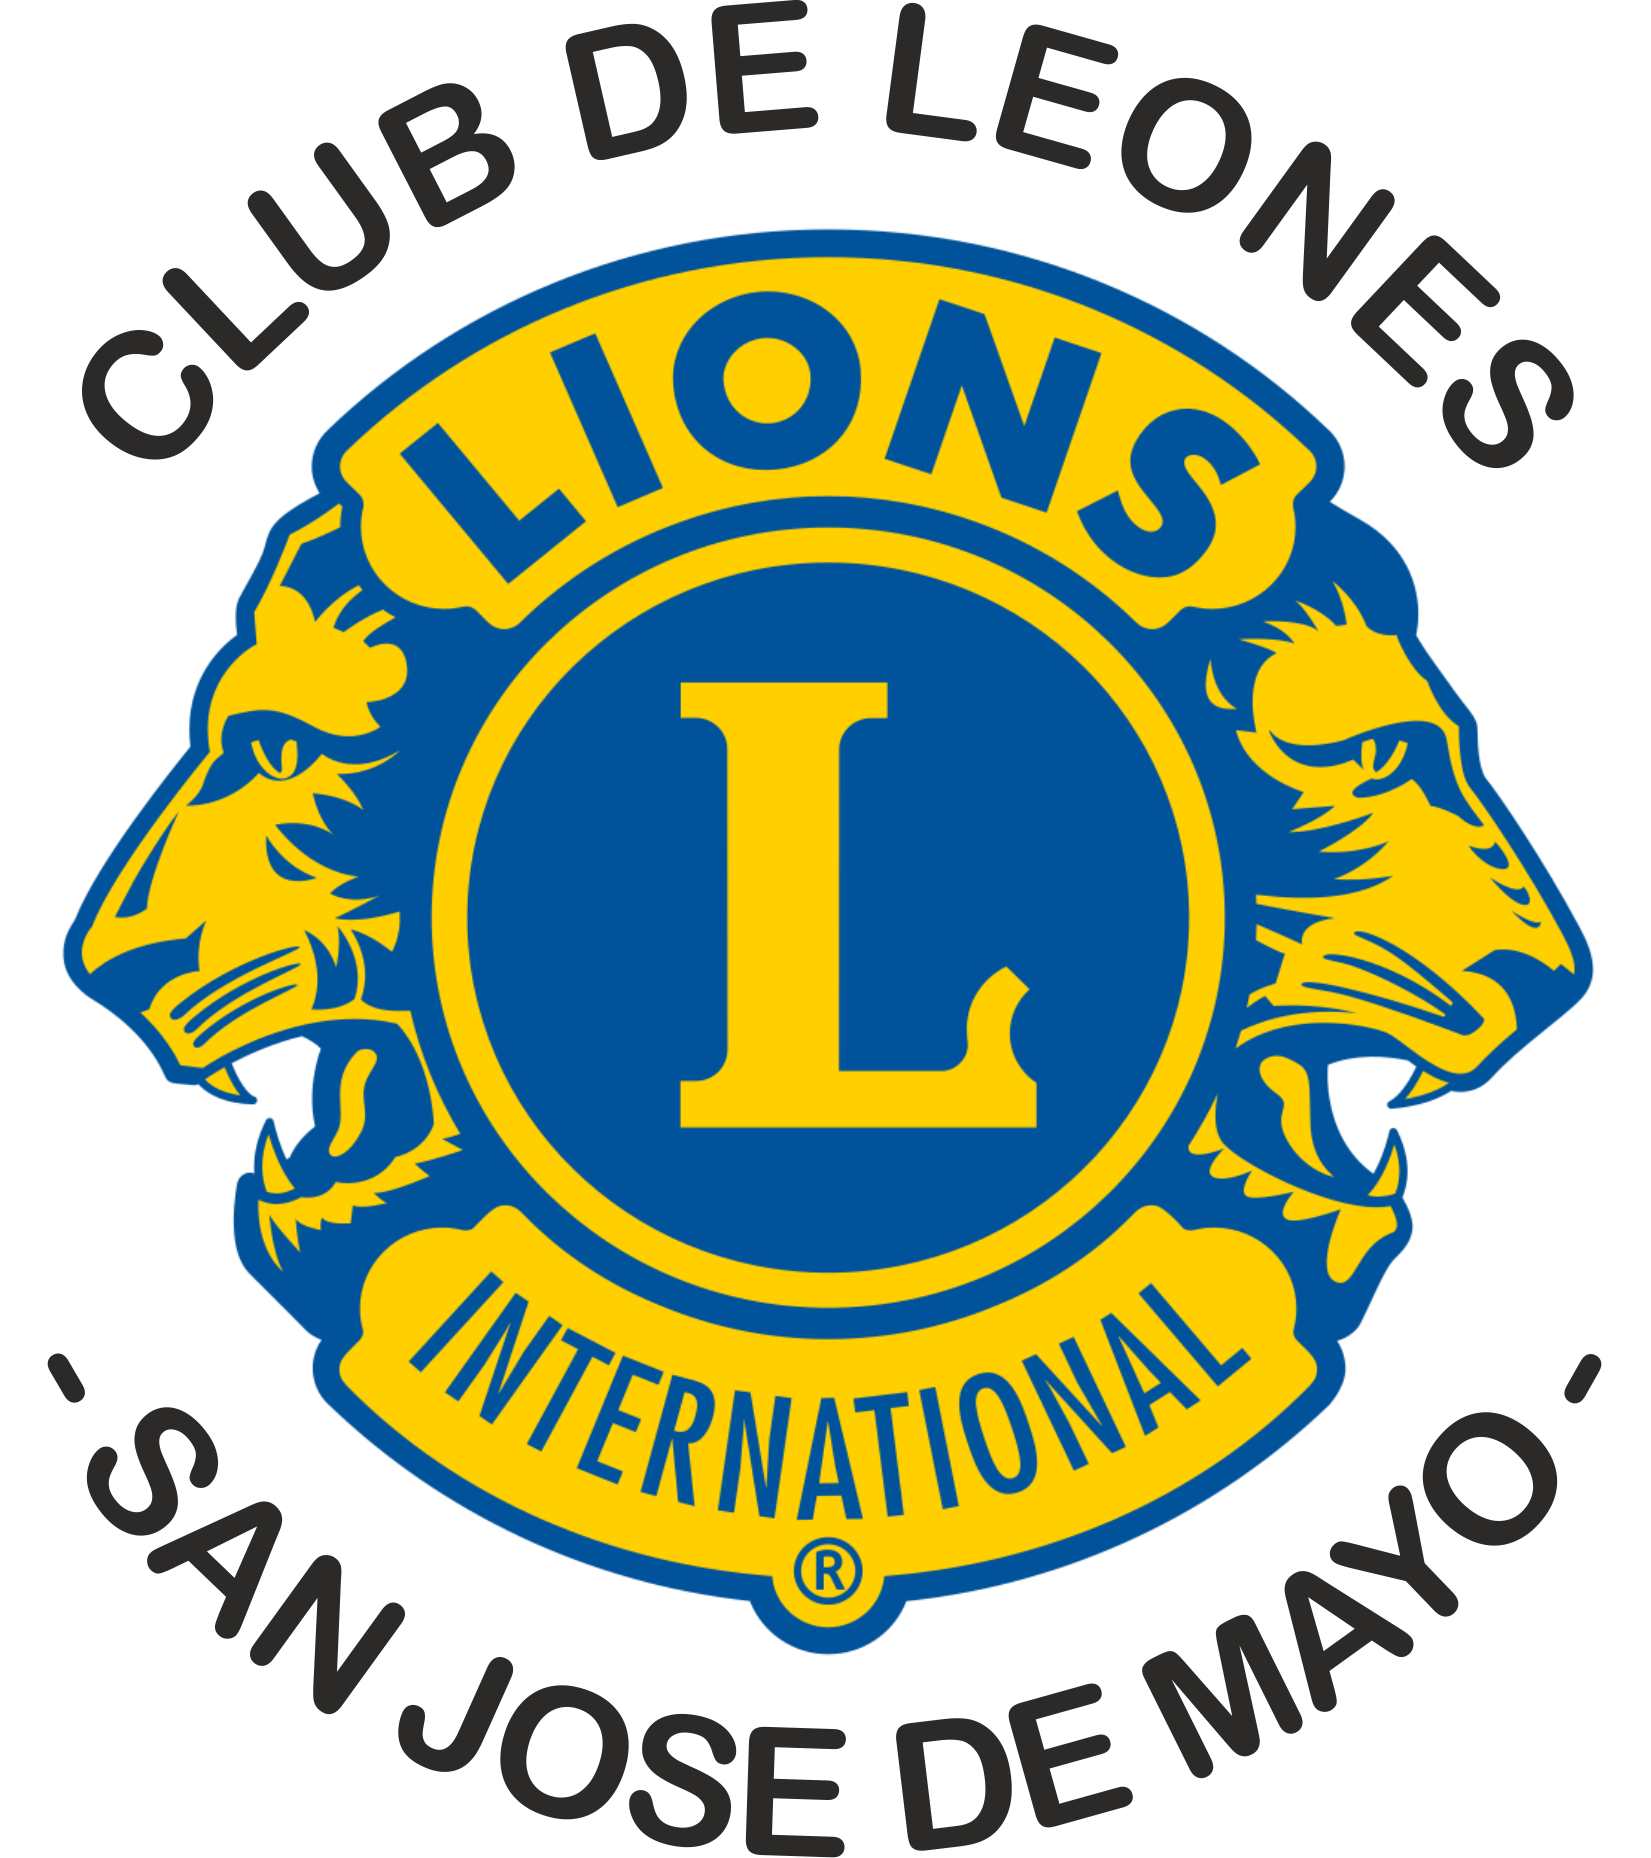 CLUB DE LEONES
LIONS
L
INTERNATIONAL
®
- SAN JOSE DE MAYO -